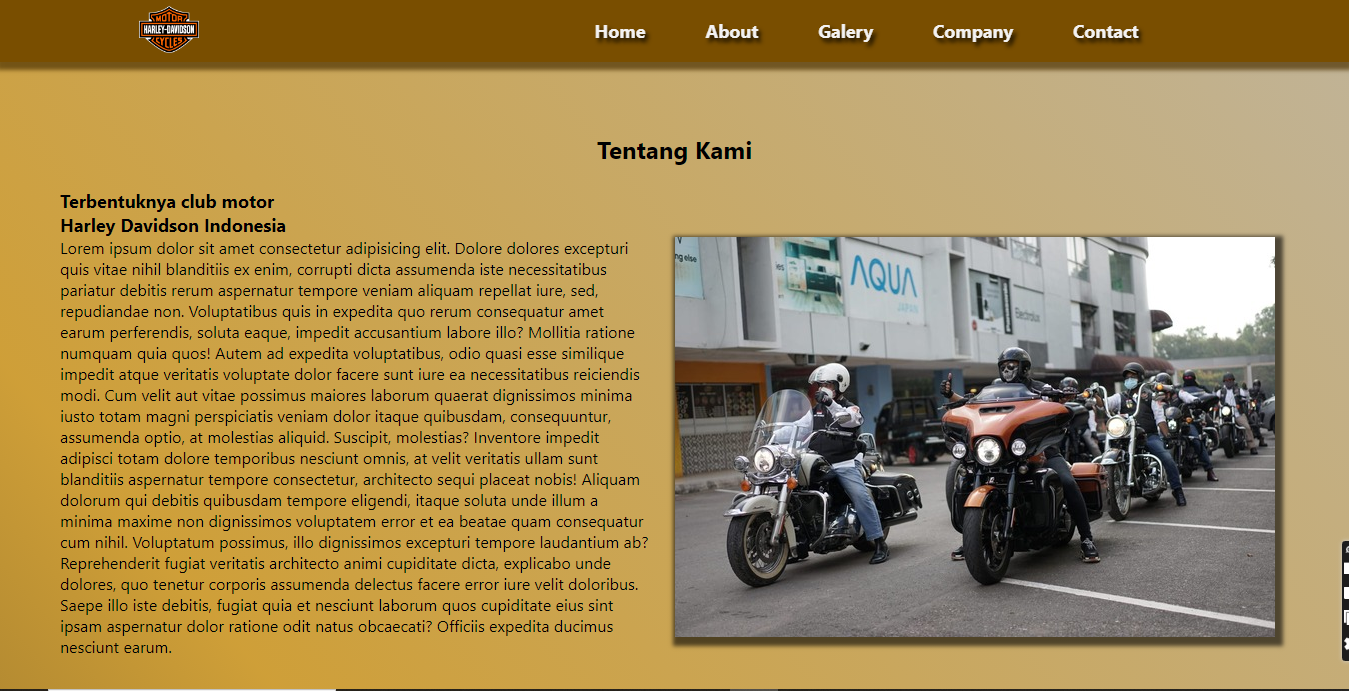 MOTOR
HARLEY-DAVIDSON
CYCLES
Home About Galery Company Contact
Tentang Kami
Terbentuknya club motor
Harley Davidson Indonesia
Lorem ipsum dolor sit amet consectetur adipisicing elit. Dolore dolores excepturi
quis vitae nihil blanditiis ex enim, corrupti dicta assumenda iste necessitatibus
pariatur debitis rerum aspernatur tempore veniam aliquam repellat iure, sed,
repudiandae non. Voluptatibus quis in expedita quo rerum consequatur amet
earum perferendis, soluta eaque, impedit accusantium labore illo? Mollitia ratione
numquam quia quos! Autem ad expedita voluptatibus, odio quasi esse similique
impedit atque veritatis voluptate dolor facere sunt iure ea necessitatibus reiciendis
modi. Cum velit aut vitae possimus maiores laborum quaerat dignissimos minima
iusto totam magni perspiciatis veniam dolor itaque quibusdam, consequuntur,
assumenda optio, at molestias aliquid. Suscipit, molestias? Inventore impedit
adipisci totam dolore temporibus nesciunt omnis, at velit veritatis ullam sunt
blanditiis aspernatur tempore consectetur, architecto sequi placeat nobis! Aliquam
dolorum qui debitis quibusdam tempore eligendi, itaque soluta unde illum a
minima maxime non dignissimos voluptatem error et ea beatae quam consequatur
cum nihil. Voluptatum possimus, illo dignissimos excepturi tempore laudantium ab?
Reprehenderit fugiat veritatis architecto animi cupiditate dicta, explicabo unde
dolores, quo tenetur corporis assumenda delectus facere error iure velit doloribus.
Saepe illo iste debitis, fugiat quia et nesciunt laborum quos cupiditate eius sint
ipsam aspernatur dolor ratione odit natus obcaecati? Officiis expedita ducimus
nesciunt earum.
ng else
AQUA
JAPAN
Electrolux